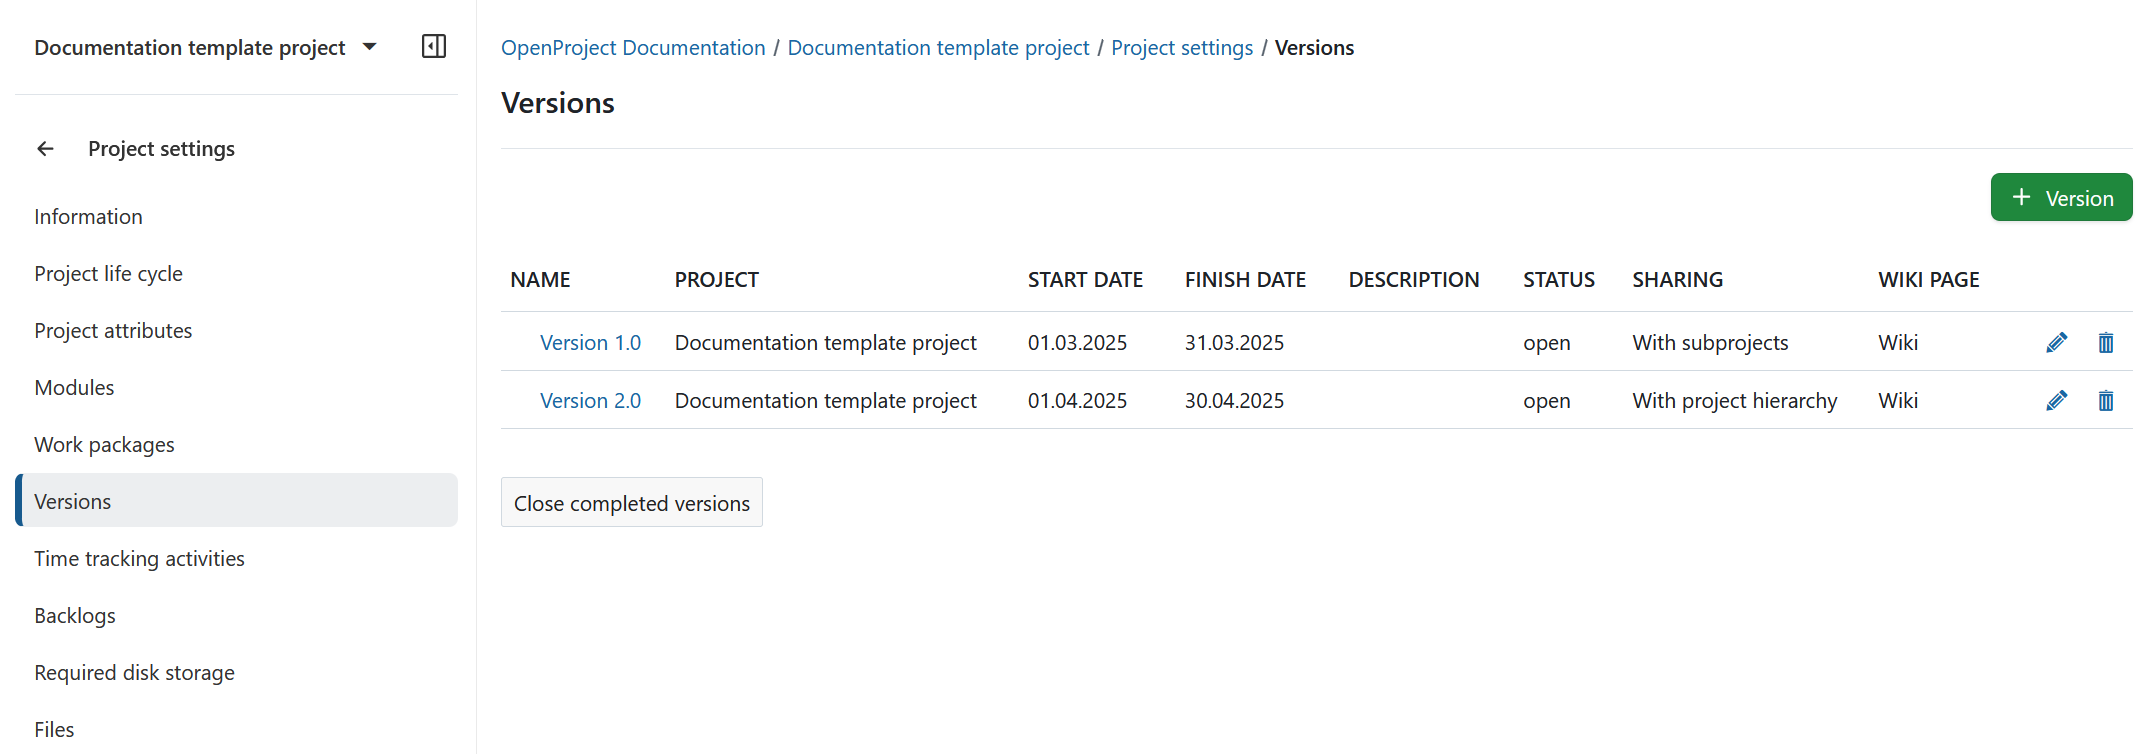 Documentation template project
Project settings
Information
Project life cycle
Project attributes
Modules
Work packages
Versions
Time tracking activities
Backlogs
Required disk storage
Files
OpenProject Documentation / Documentation template project / Project settings / Versions
Versions
+ Version
NAME PROJECT START DATE FINISH DATE DESCRIPTION STATUS SHARING WIKI PAGE
Version 1.0 Documentation template project 01.03.2025 31.03.2025 open With subprojects Wiki
Version 2.0 Documentation template project 01.04.2025 30.04.2025 open With project hierarchy Wiki
Close completed versions